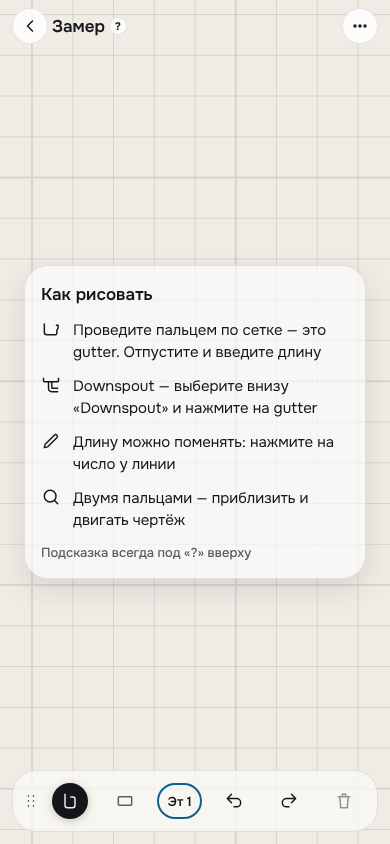 Замер ?
Как рисовать
Проведите пальцем по сетке — это
gutter. Отпустите и введите длину
Downspout — выберите внизу
«Downspout» и нажмите на gutter
Длину можно поменять: нажмите на
число у линии
Двумя пальцами — приблизить и
двигать чертёж
Подсказка всегда под «?» вверху
Эт 1